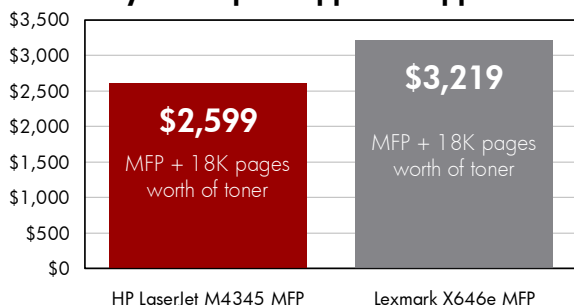 $3,500
$3,000
$2,500
$2,000
$1,500
$1,000
$500
$0
$2,599
MFP + 18K pages
worth of toner
$3,219
MFP + 18K pages
worth of toner
HP LaserJet M4345 MFP
Lexmark X646e MFP